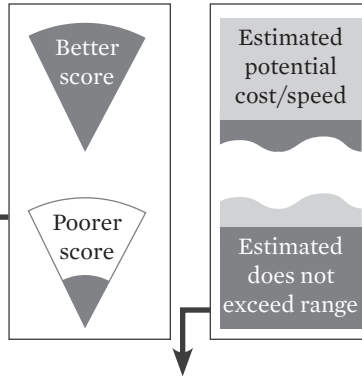 Better
score
Poorer
score
Estimated
potential
cost/speed
Estimated
does not
exceed range